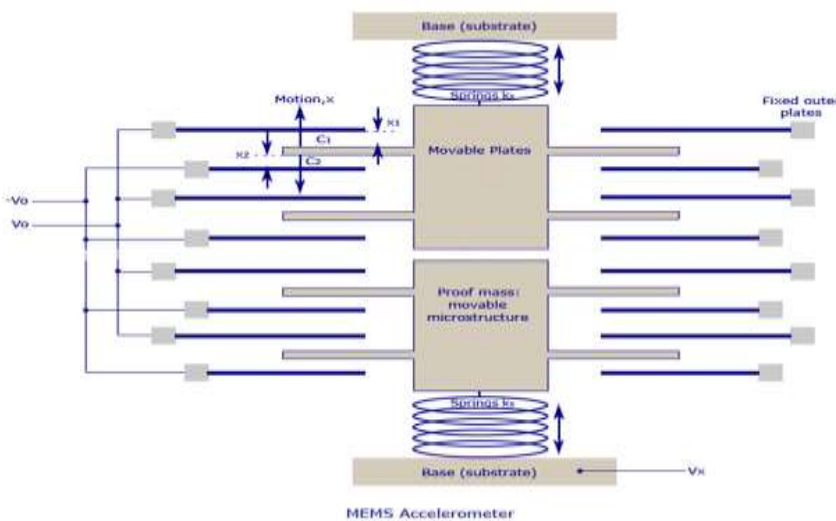 Base (substrate)
Springs ks
Motion,x
x1
Fixed oute
plates
C1
x2
C2
Movable Plates
-Vo
Vo
Proof mass:
movable
microstructure
Springs ks
Base (substrate)
Vx
MEMS Accelerometer